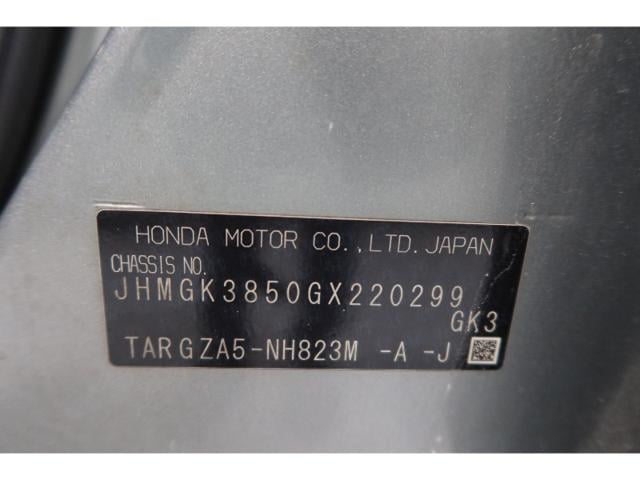 HONDA MOTOR CO.,LTD.JAPAN
CHASSIS NO.
JHMGK3850GX220299
GK3
TARGZA5-NH823M -A -J